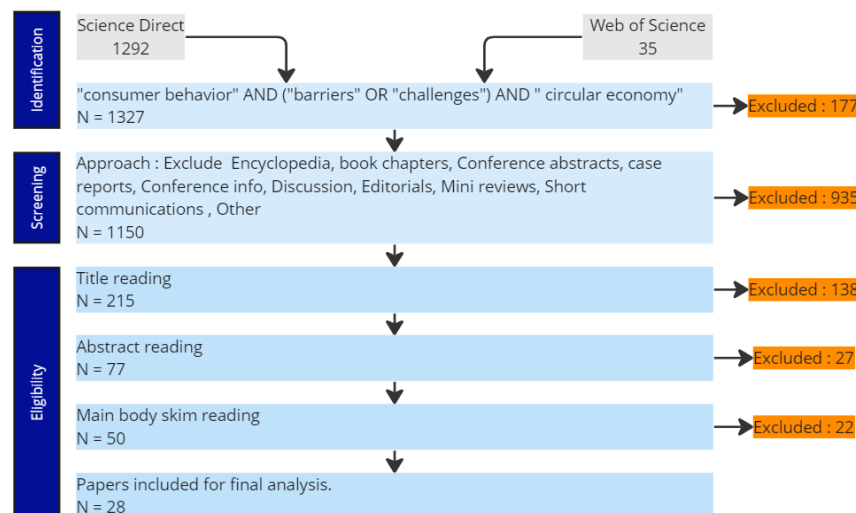 Identification
Science Direct
1292
Web of Science
35
"consumer behavior" AND ("barriers" OR "challenges") AND " circular economy"
N = 1327
Excluded : 177
Screening
Approach : Exclude  Encyclopedia, book chapters, Conference abstracts, case
reports, Conference info, Discussion, Editorials, Mini reviews, Short
communications , Other
N = 1150
Excluded : 935
Eligibility
Title reading
N = 215
Excluded : 138
Abstract reading
N = 77
Excluded : 27
Main body skim reading
N = 50
Excluded : 22
Papers included for final analysis.
N = 28